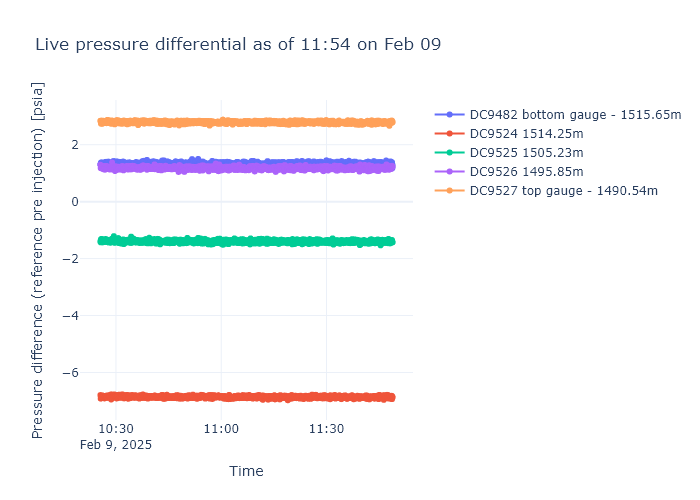 Live pressure differential as of 11:54 on Feb 09
Pressure difference (reference pre injection) [psia]
2
0
−2
−4
−6
10:30
Feb 9, 2025
11:00
11:30
Time
DC9482 bottom gauge - 1515.65m
DC9524 1514.25m
DC9525 1505.23m
DC9526 1495.85m
DC9527 top gauge - 1490.54m